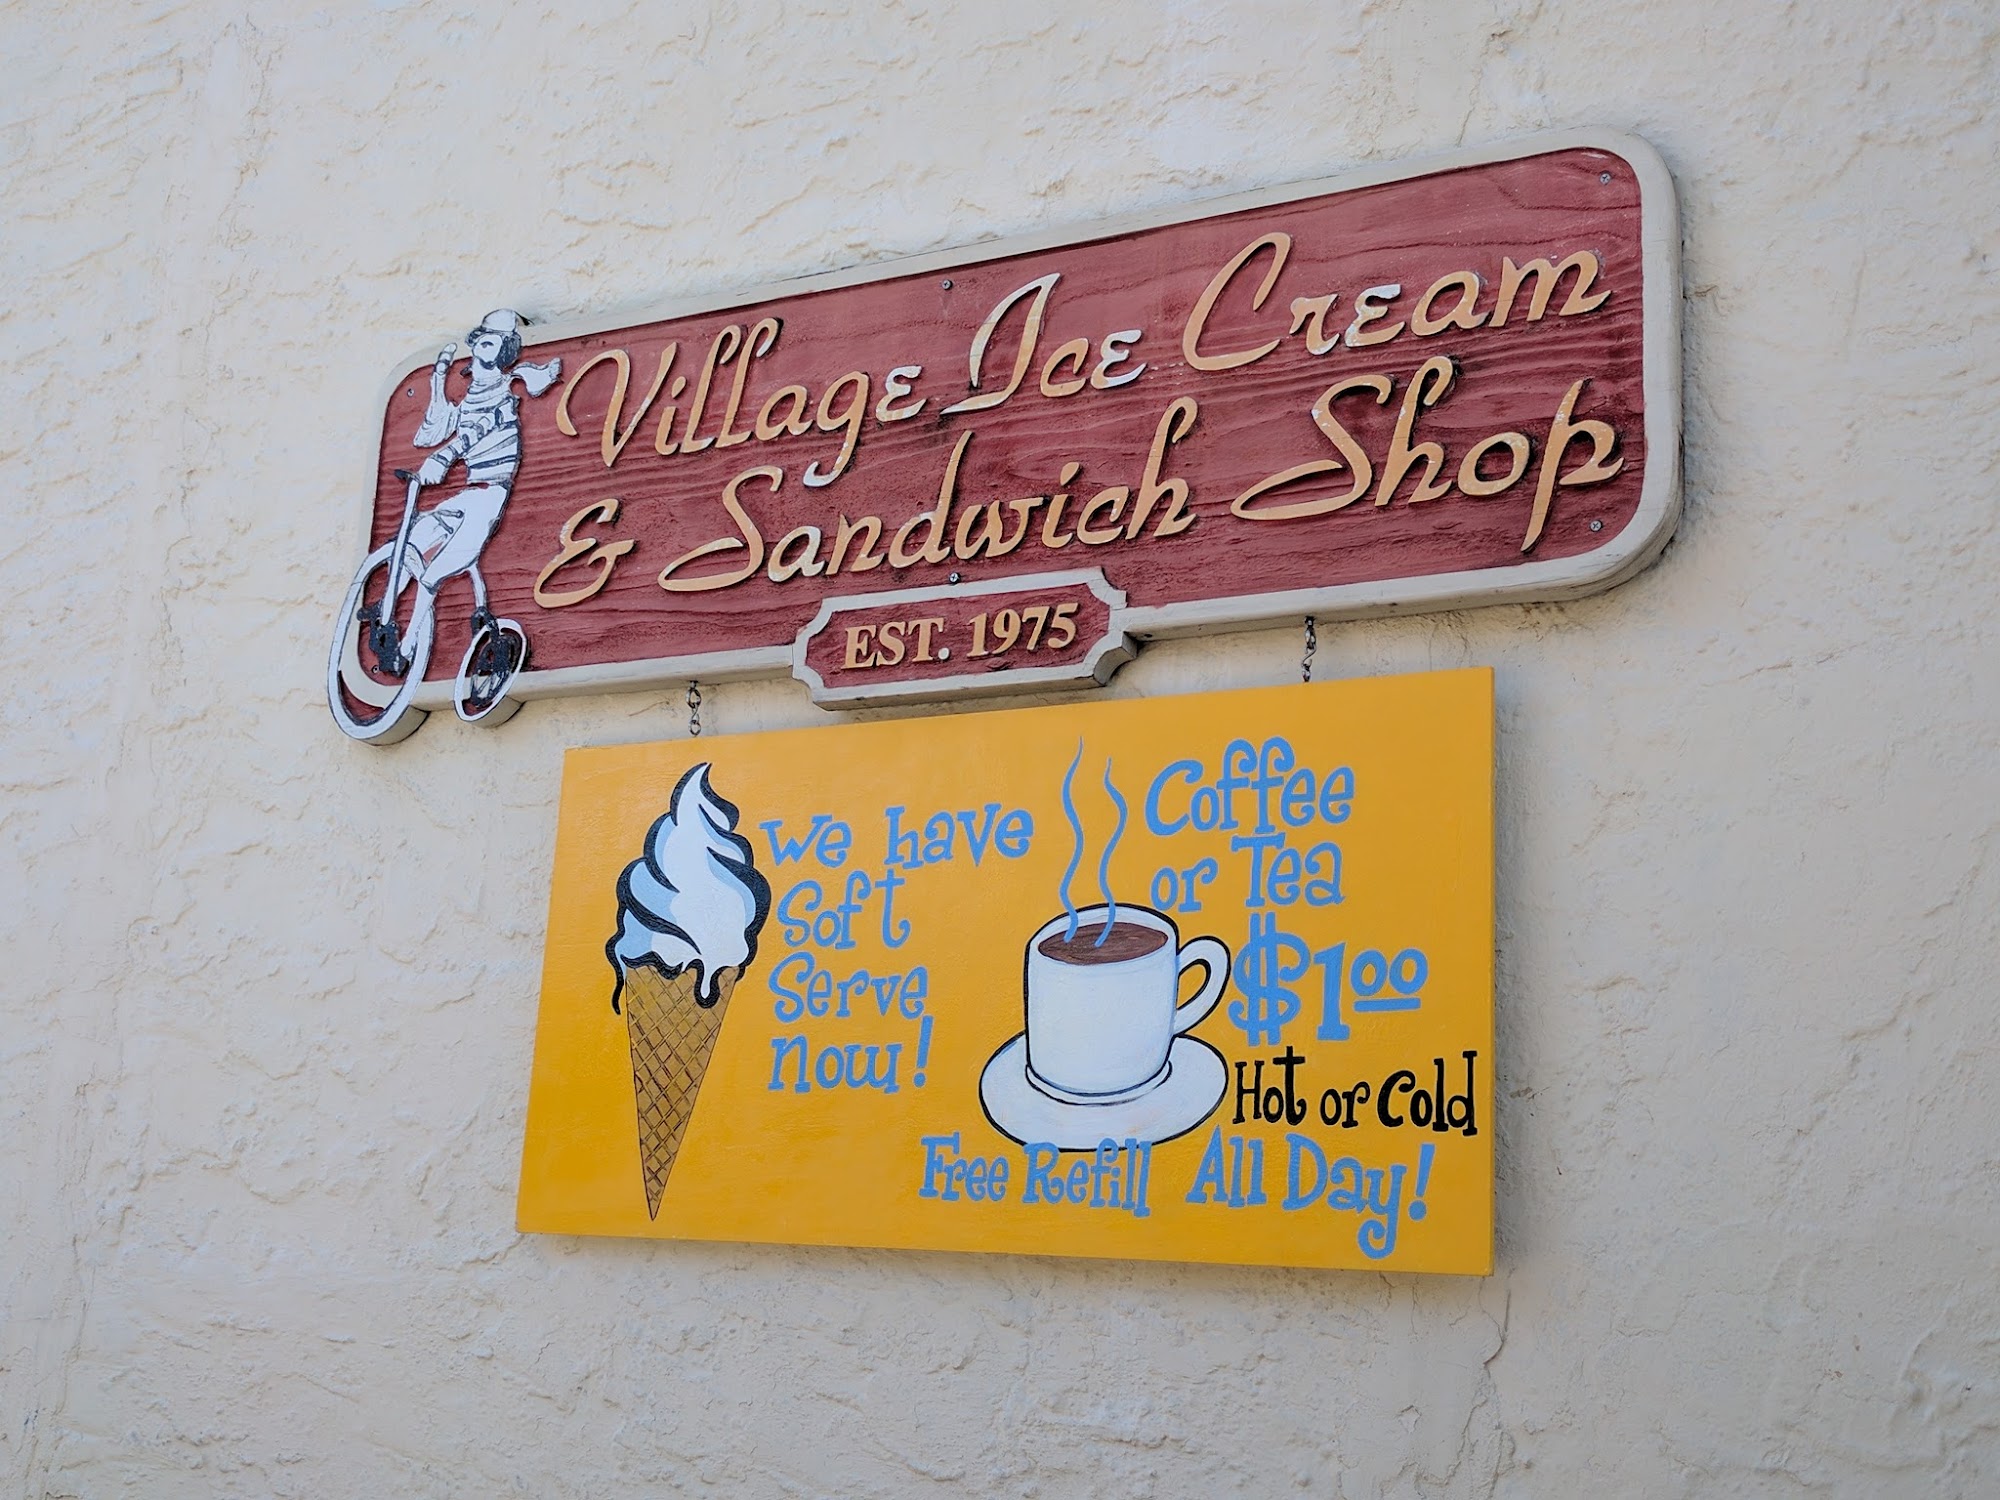 Village Ice Cream
& Sandwich Shop
EST. 1975
We have
Soft
Serve
now!
Coffee
or Tea
$1.00
Hot or Cold
Free Refill All Day!